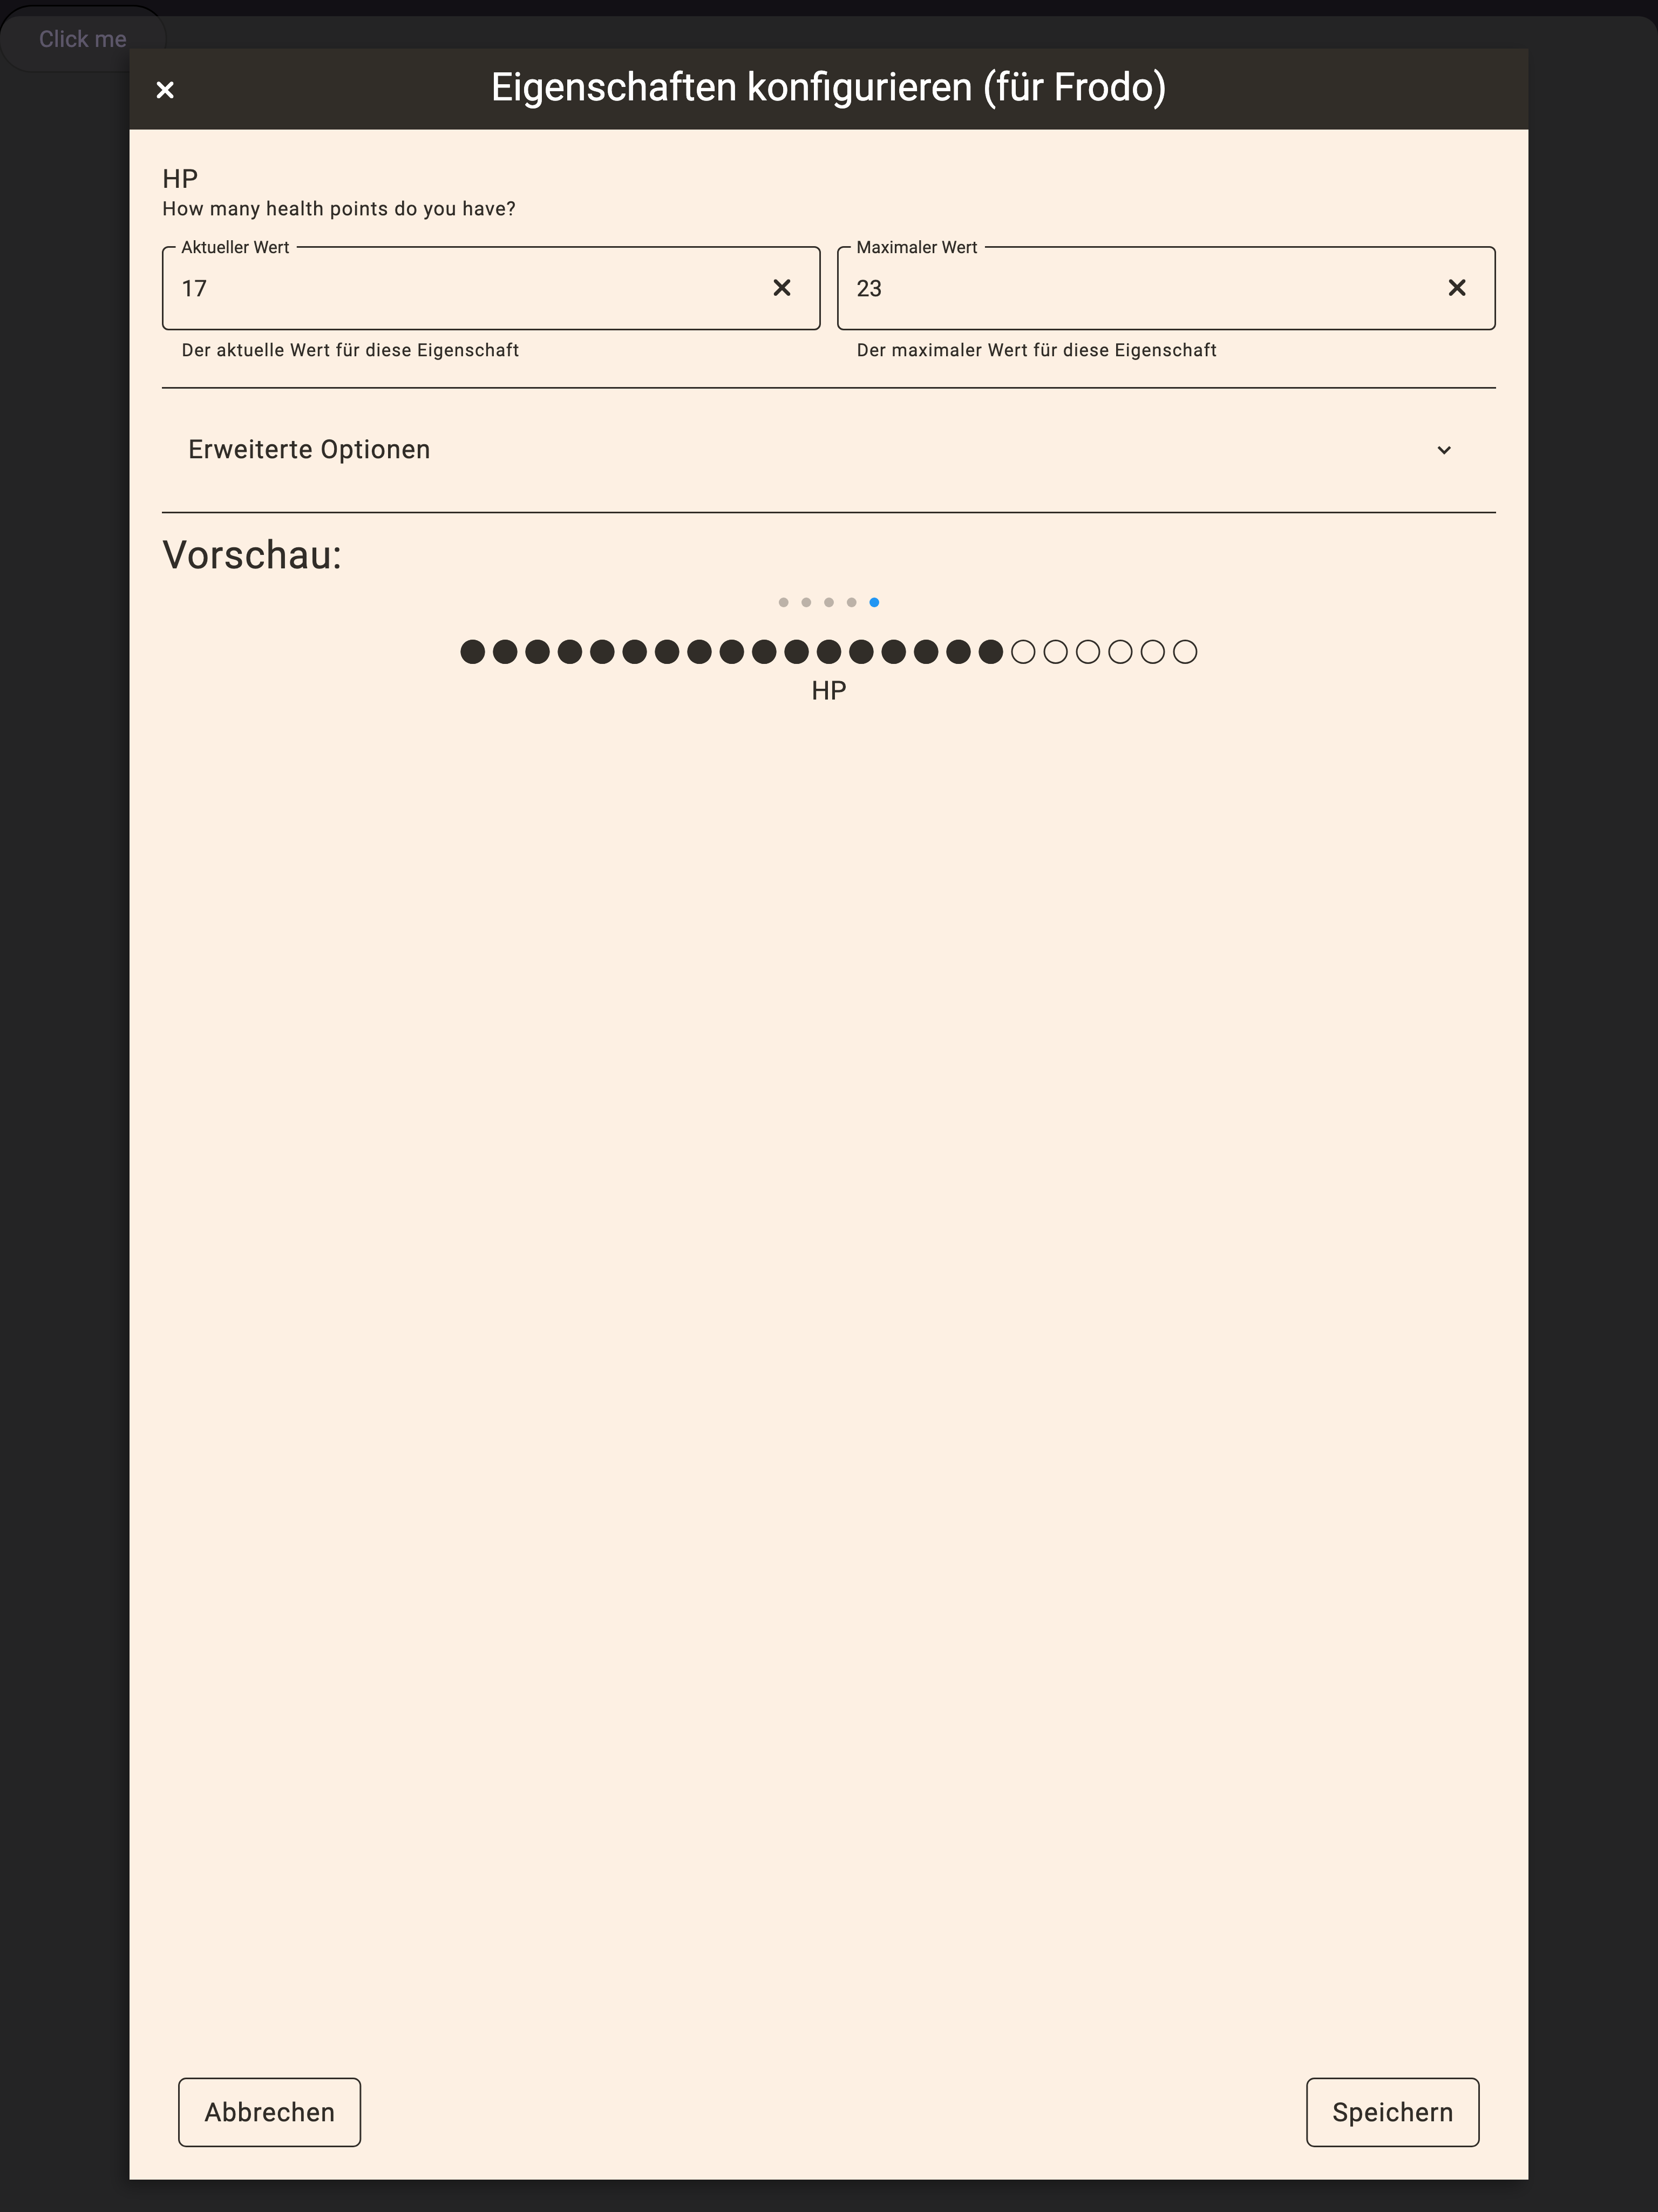 Click me
Eigenschaften konfigurieren (für Frodo)
HP
How many health points do you have?
Aktueller Wert
17
Der aktuelle Wert für diese Eigenschaft
Maximaler Wert
23
Der maximaler Wert für diese Eigenschaft
Erweiterte Optionen
Vorschau:
HP
Abbrechen
Speichern